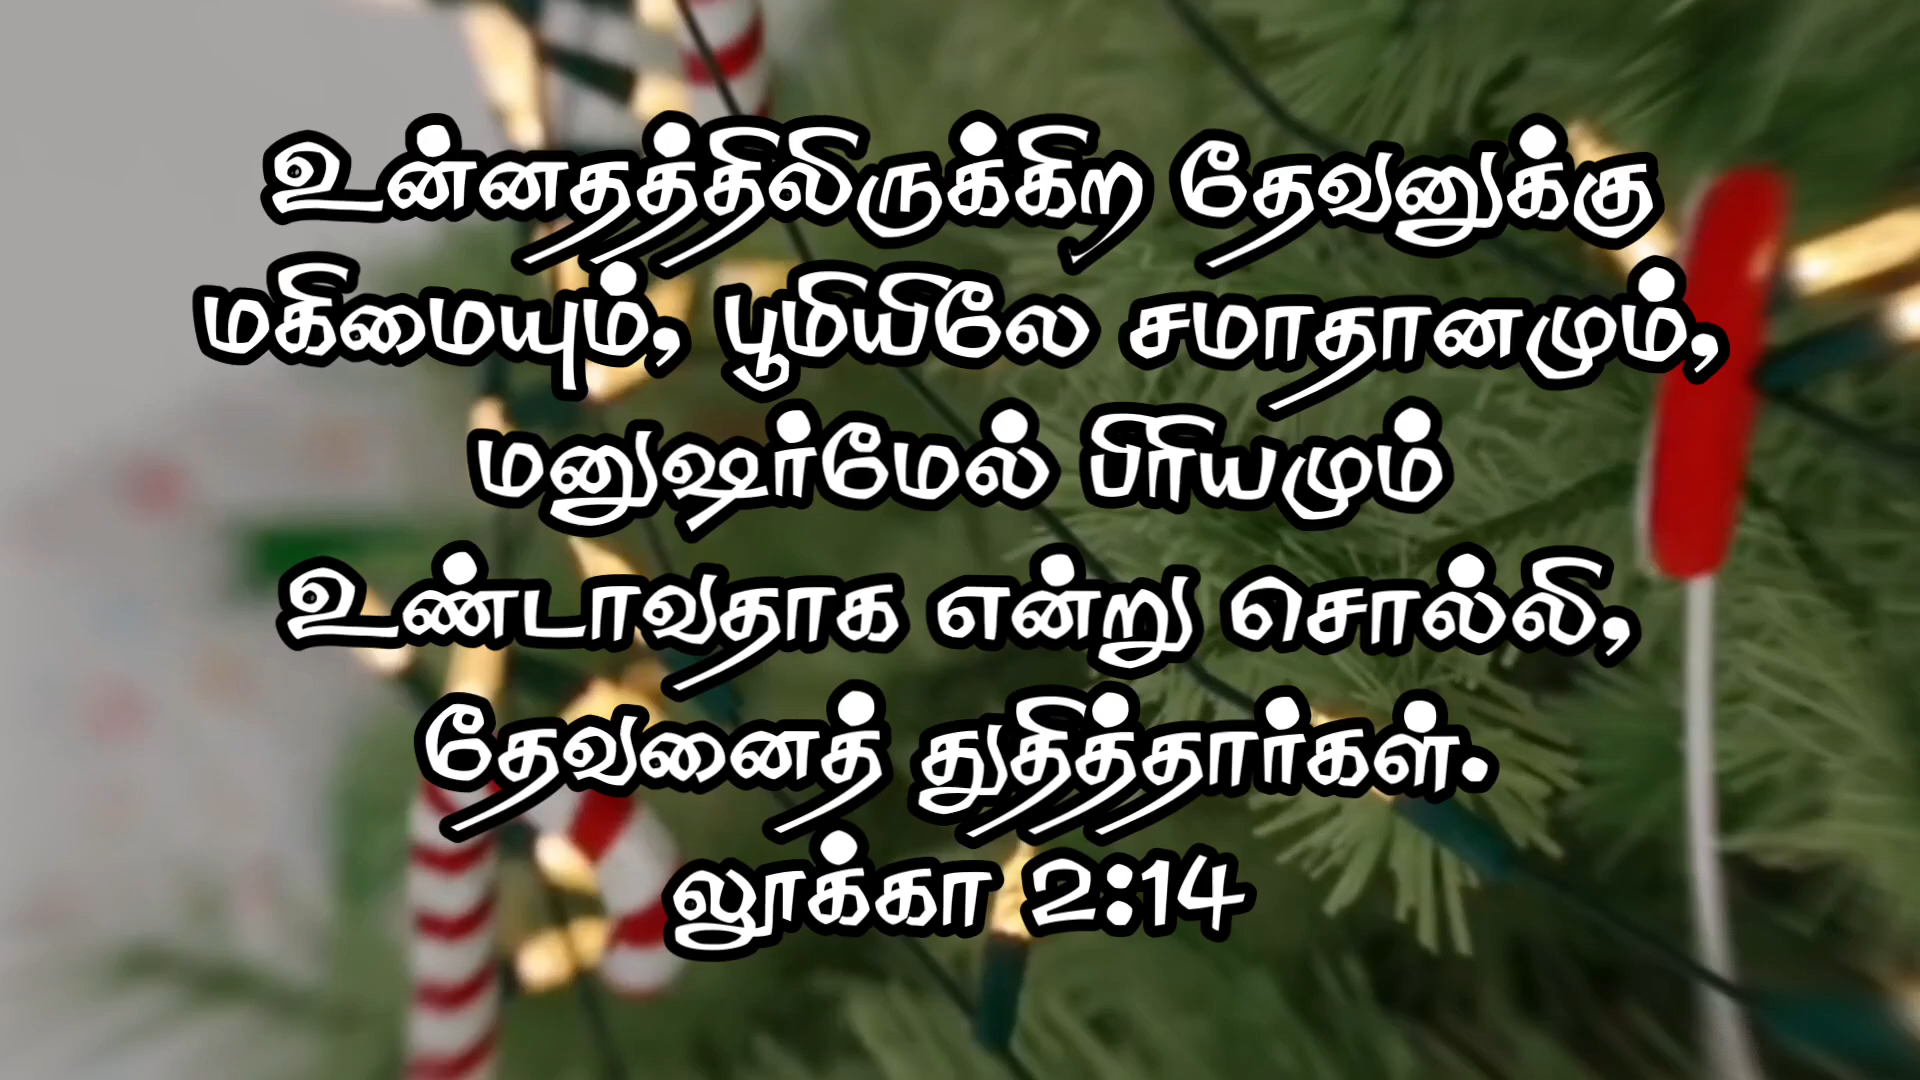 உன்னதத்திலிருக்கிற தேவனுக்கு
மகிமையும், பூமியிலே சமாதானமும்,
மனுஷர்மேல் பிரியமும்
உண்டாவதாக என்று சொல்லி,
தேவனைத் துதித்தார்கள்.
லூக்கா 2:14